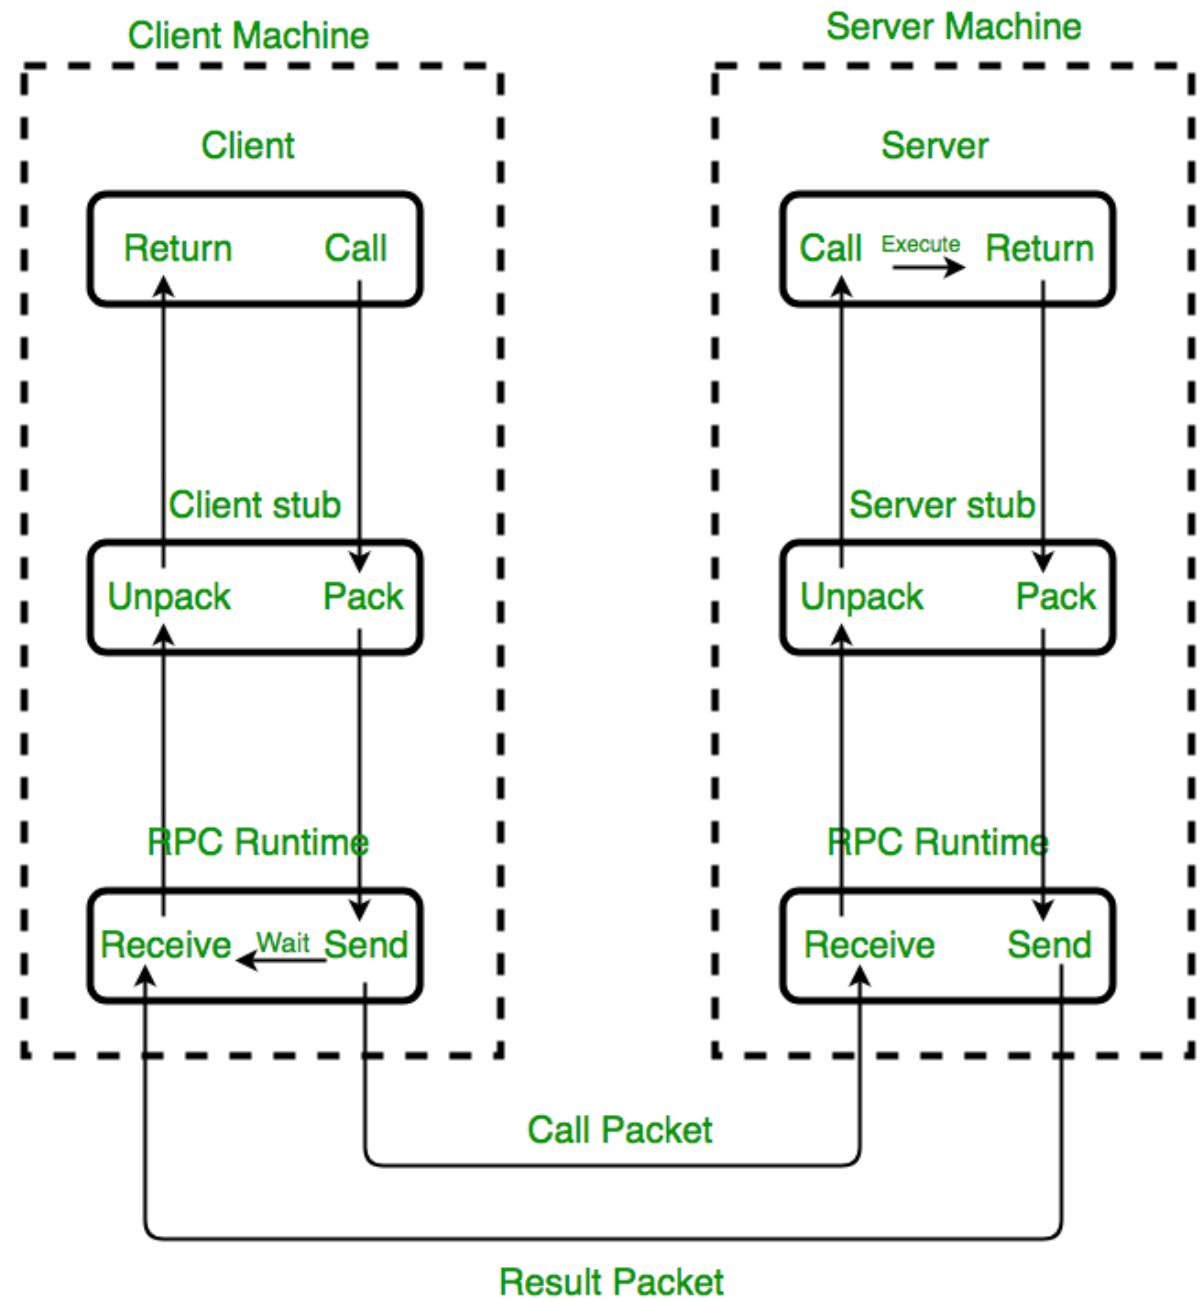 Client Machine
Server Machine
Client
Server
Return Call
Call Execute Return
Client stub
Server stub
Unpack Pack
Unpack Pack
RPC Runtime
RPC Runtime
Receive Wait Send
Receive Send
Call Packet
Result Packet